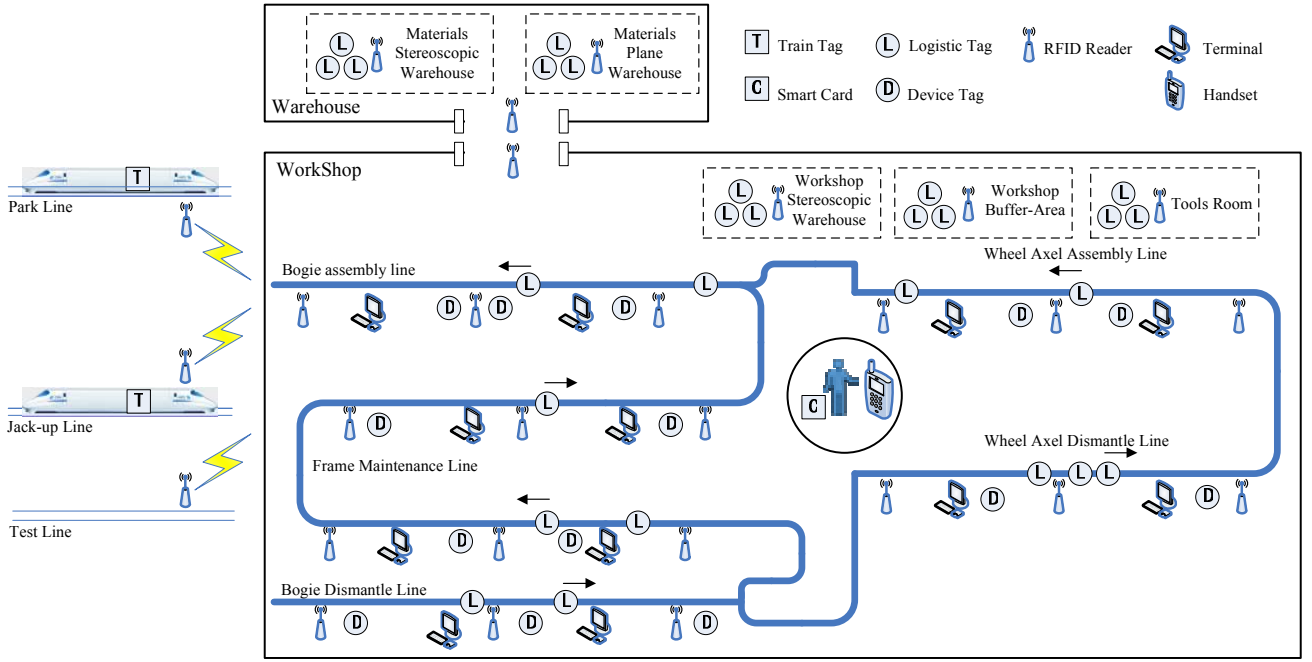 L
L L
Materials
Stereoscopic
Warehouse
L
L L
Materials
Plane
Warehouse
Warehouse
T Train Tag
L Logistic Tag
RFID Reader
Terminal
C Smart Card
D Device Tag
Handset
WorkShop
T
Park Line
L
L L
Workshop
Stereoscopic
Warehouse
L
L L
Workshop
Buffer-Area
L
L L
Tools Room
Bogie assembly line
L
L
D
D
D
Wheel Axel Assembly Line
L
L
D
D
T
Jack-up Line
L
D
D
C
Frame Maintenance Line
Wheel Axel Dismantle Line
L
L
L
D
D
Test Line
L
L
D
D
Bogie Dismantle Line
L
L
D
D
D